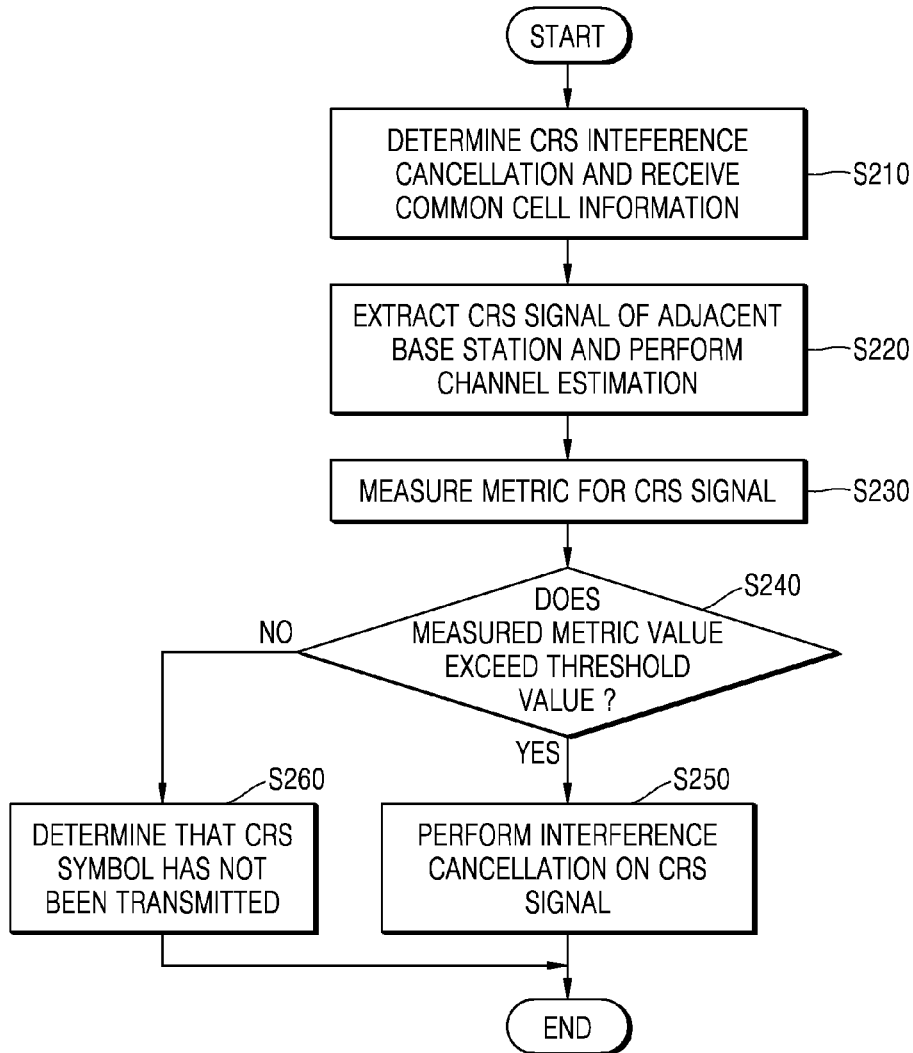 START
DETERMINE CRS INTEFERENCE
CANCELLATION AND RECEIVE
COMMON CELL INFORMATION
S210
EXTRACT CRS SIGNAL OF ADJACENT
BASE STATION AND PERFORM
CHANNEL ESTIMATION
S220
MEASURE METRIC FOR CRS SIGNAL
S230
S240
DOES
MEASURED METRIC VALUE
EXCEED THRESHOLD
VALUE ?
NO
YES
S260
DETERMINE THAT CRS
SYMBOL HAS NOT
BEEN TRANSMITTED
S250
PERFORM INTERFERENCE
CANCELLATION ON CRS
SIGNAL
END